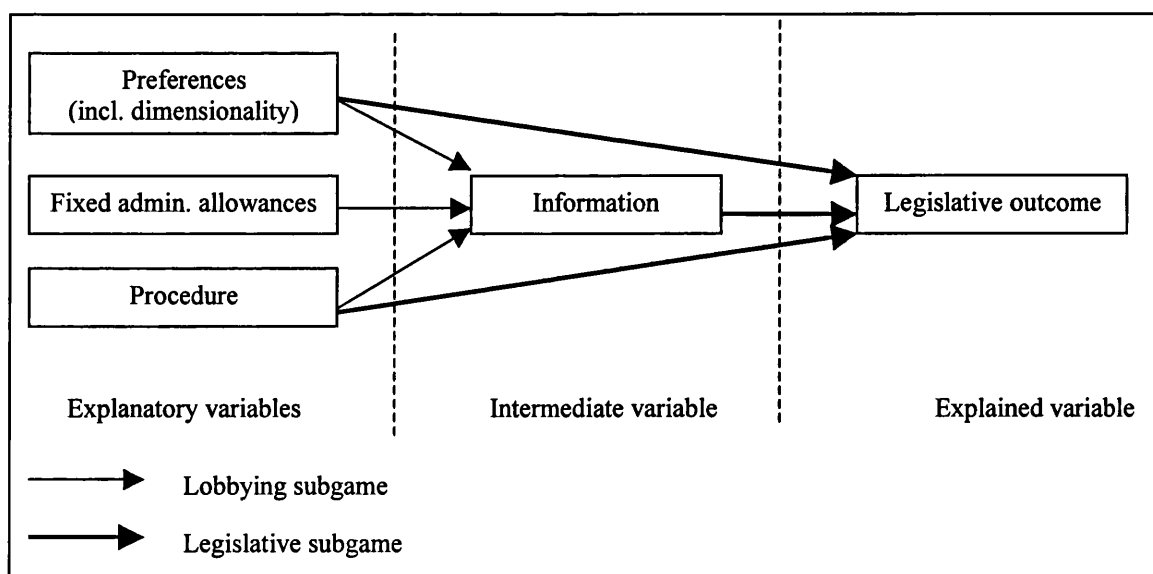 Preferences
(incl. dimensionality)
Fixed admin. allowances
Information
Legislative outcome
Procedure
Explanatory variables
Intermediate variable
Explained variable
Lobbying subgame
Legislative subgame